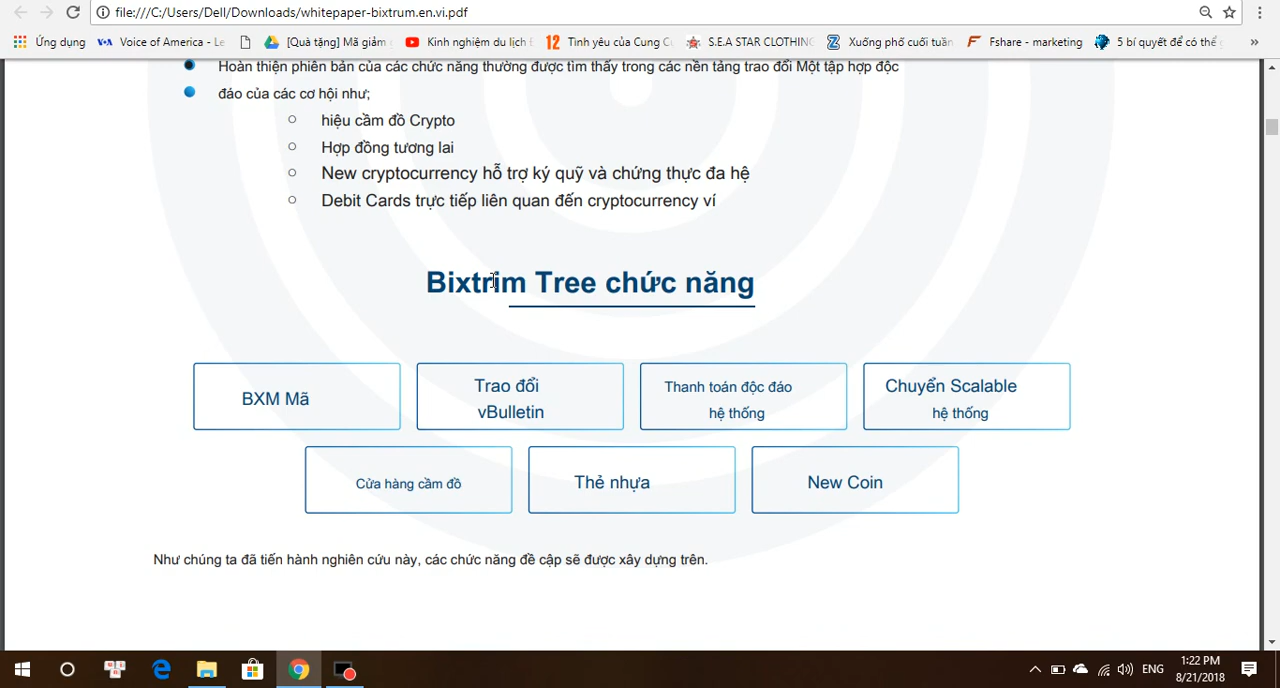 file:///C:/Users/Dell/Downloads/whitepaper-bixtrum.en.vi.pdf
Ứng dụng
VOA
Voice of America - Le
[Quà tặng] Mã giảm
Kinh nghiệm du lịch
12
Tình yêu của Cung C
S.E.A STAR CLOTHING
Z
Xuống phố cuối tuần
F
Fshare - marketing
5 bí quyết để có thể
»
Hoàn thiện phiên bản của các chức năng thường được tìm thấy trong các nền tảng trao đổi Một tập hợp độc
đáo của các cơ hội như;
hiệu cầm đồ Crypto
Hợp đồng tương lai
New cryptocurrency hỗ trợ ký quỹ và chứng thực đa hệ
Debit Cards trực tiếp liên quan đến cryptocurrency ví
Bixtrim Tree chức năng
BXM Mã
Trao đổi
vBulletin
Thanh toán độc đáo
hệ thống
Chuyển Scalable
hệ thống
Cửa hàng cầm đồ
Thẻ nhựa
New Coin
Như chúng ta đã tiến hành nghiên cứu này, các chức năng đề cập sẽ được xây dựng trên.
ENG
1:22 PM
8/21/2018